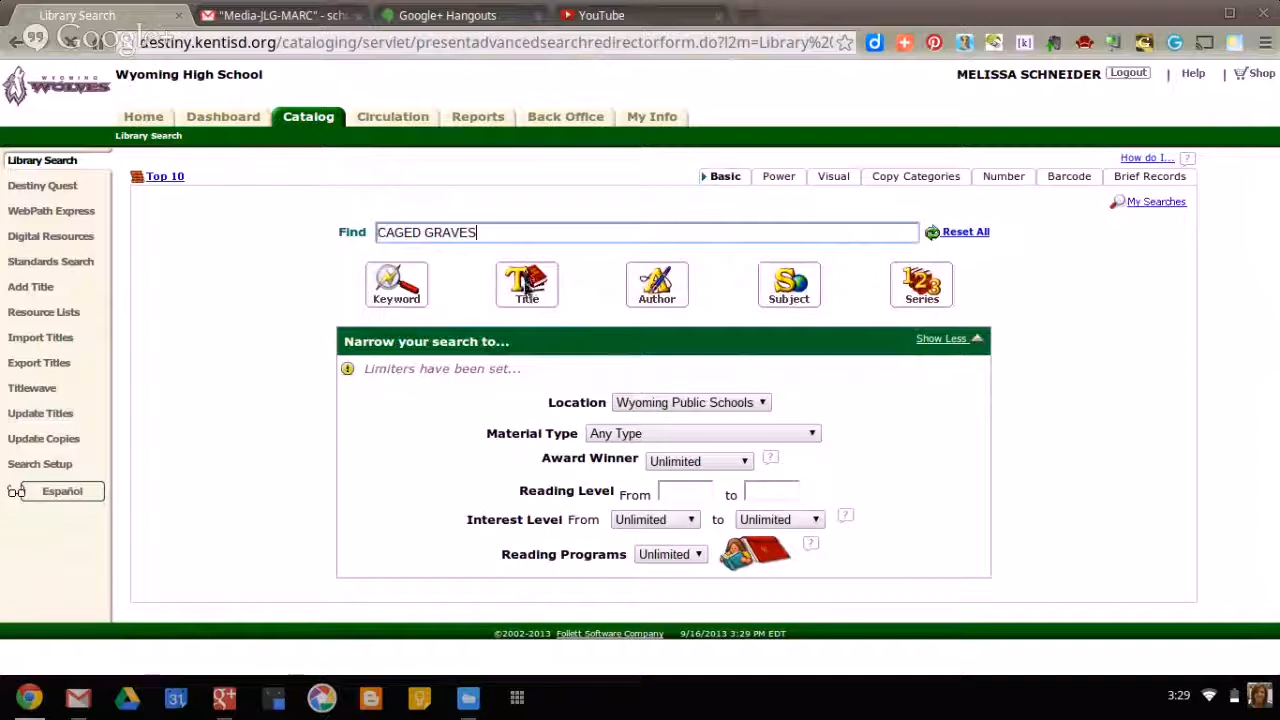 Library Search
"Media-JLG-MARC" - sch
Google+ Hangouts
YouTube
Google+
destiny.kentisd.org/cataloging/servlet/presentadvancedsearchredirectorform.do?l2m=Library%20
WYOMING
WOLVES
Wyoming High School
MELISSA SCHNEIDER Logout | Help | Shop
Home Dashboard Catalog Circulation Reports Back Office My Info
Library Search
Library Search
Destiny Quest
WebPath Express
Digital Resources
Standards Search
Add Title
Resource Lists
Import Titles
Export Titles
Titlewave
Update Titles
Update Copies
Search Setup
Español
How do I... ?
Top 10
Basic Power Visual Copy Categories Number Barcode Brief Records
My Searches
Find CAGED GRAVES Reset All
Keyword Title Author Subject Series
Narrow your search to... Show Less
Limiters have been set...
Location Wyoming Public Schools
Material Type Any Type
Award Winner Unlimited ?
Reading Level From to
Interest Level From Unlimited to Unlimited ?
Reading Programs Unlimited ?
©2002-2013 Follett Software Company 9/16/2013 3:29 PM EDT
3:29